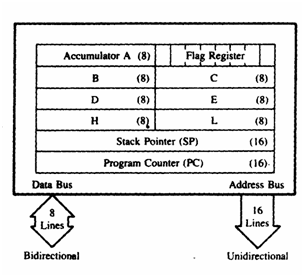 Accumulator A (8) Flag Register
B (8) C (8)
D (8) E (8)
H (8) L (8)
Stack Pointer (SP) (16)
Program Counter (PC) (16)
Data Bus Address Bus
8 Lines 16 Lines
Bidirectional Unidirectional